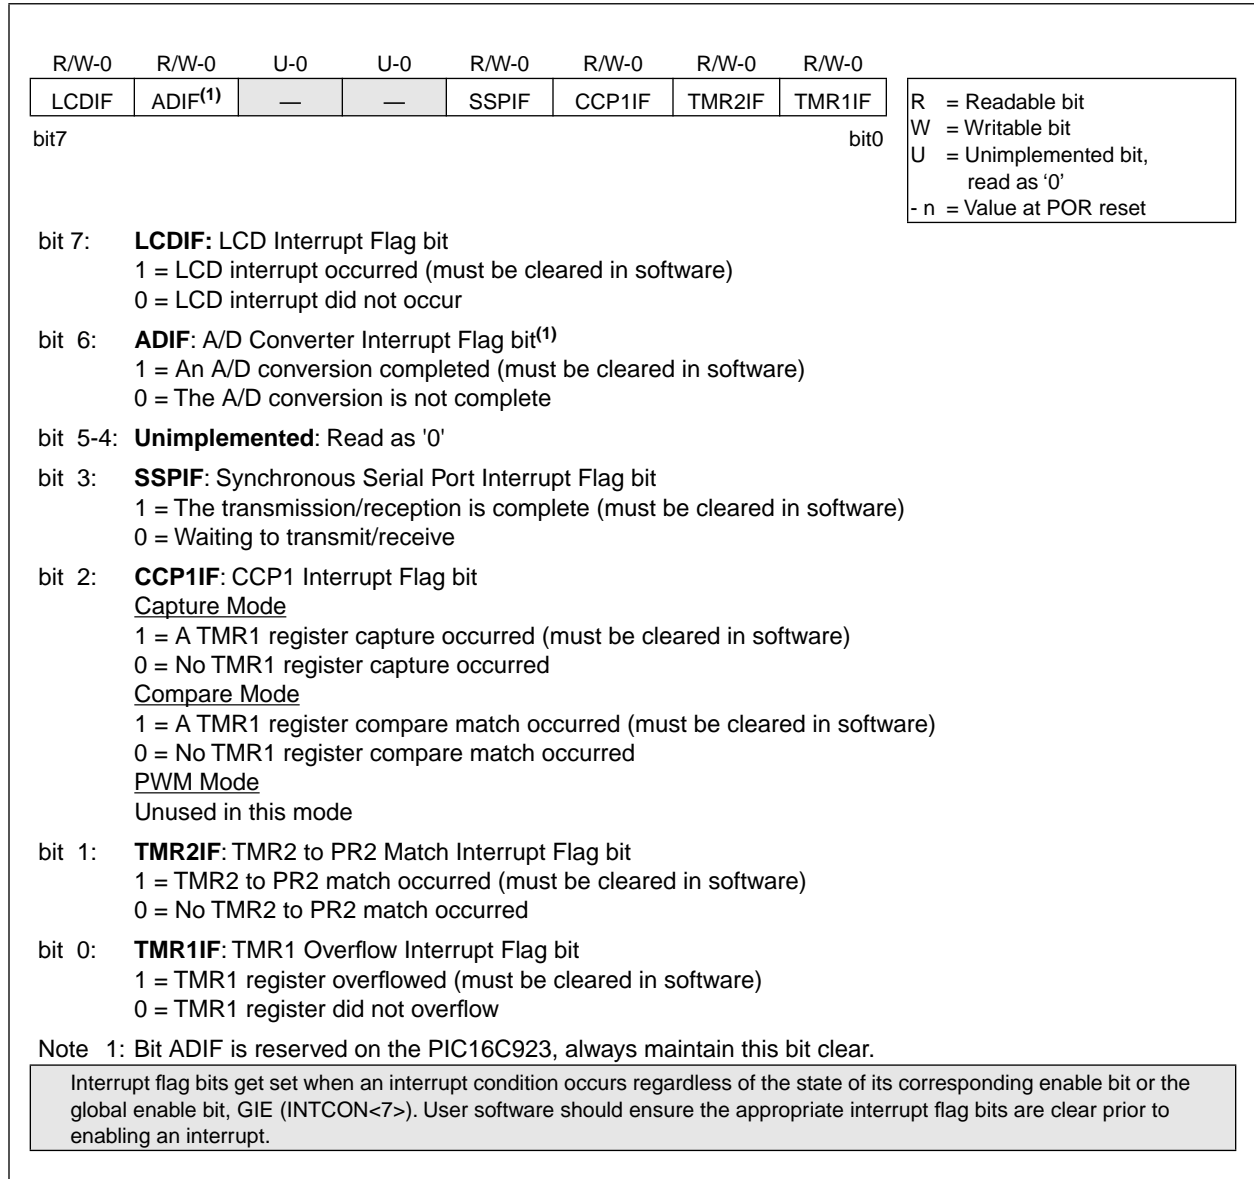 R/W-0 R/W-0 U-0 U-0 R/W-0 R/W-0 R/W-0 R/W-0
LCDIF ADIF(1) — — SSPIF CCP1IF TMR2IF TMR1IF
bit7 bit0
R = Readable bit
W = Writable bit
U = Unimplemented bit,
read as ‘0’
- n = Value at POR reset
bit 7: LCDIF: LCD Interrupt Flag bit
1 = LCD interrupt occurred (must be cleared in software)
0 = LCD interrupt did not occur
bit 6: ADIF: A/D Converter Interrupt Flag bit(1)
1 = An A/D conversion completed (must be cleared in software)
0 = The A/D conversion is not complete
bit 5-4: Unimplemented: Read as '0'
bit 3: SSPIF: Synchronous Serial Port Interrupt Flag bit
1 = The transmission/reception is complete (must be cleared in software)
0 = Waiting to transmit/receive
bit 2: CCP1IF: CCP1 Interrupt Flag bit
Capture Mode
1 = A TMR1 register capture occurred (must be cleared in software)
0 = No TMR1 register capture occurred
Compare Mode
1 = A TMR1 register compare match occurred (must be cleared in software)
0 = No TMR1 register compare match occurred
PWM Mode
Unused in this mode
bit 1: TMR2IF: TMR2 to PR2 Match Interrupt Flag bit
1 = TMR2 to PR2 match occurred (must be cleared in software)
0 = No TMR2 to PR2 match occurred
bit 0: TMR1IF: TMR1 Overflow Interrupt Flag bit
1 = TMR1 register overflowed (must be cleared in software)
0 = TMR1 register did not overflow
Note 1: Bit ADIF is reserved on the PIC16C923, always maintain this bit clear.
Interrupt flag bits get set when an interrupt condition occurs regardless of the state of its corresponding enable bit or the
global enable bit, GIE (INTCON<7>). User software should ensure the appropriate interrupt flag bits are clear prior to
enabling an interrupt.